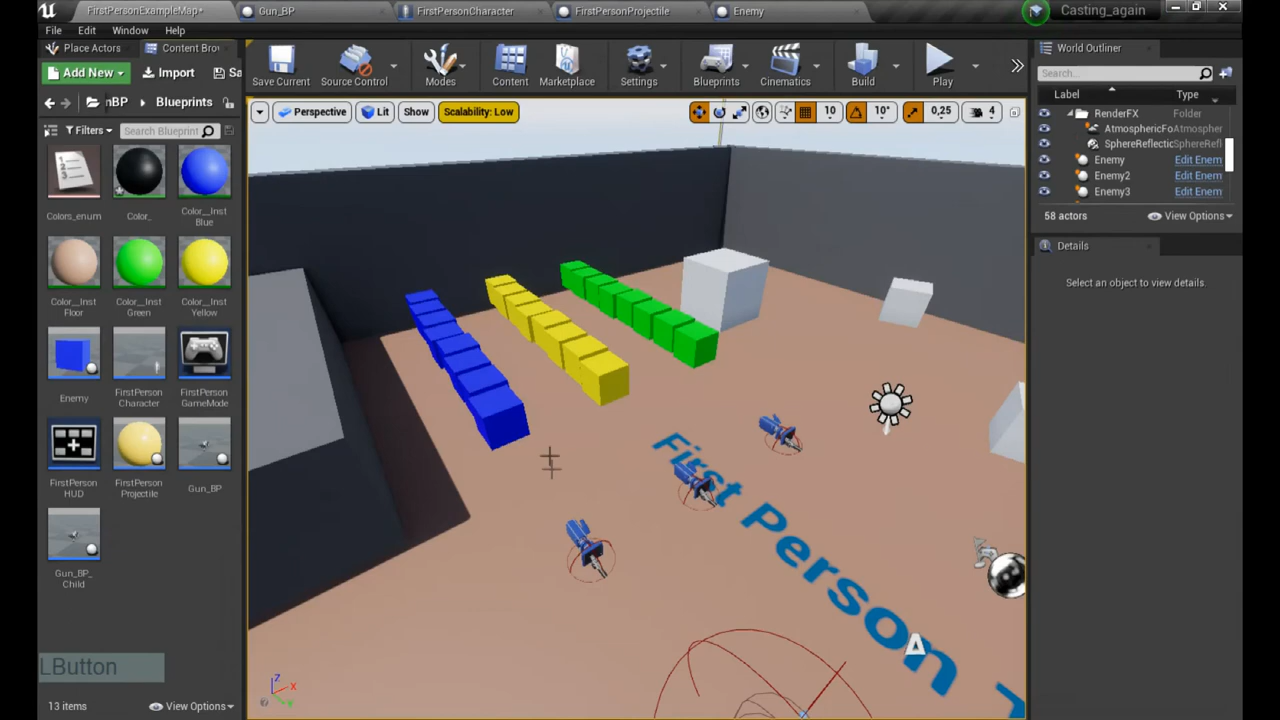 FirstPersonExampleMap*
Gun_BP
FirstPersonCharacter
FirstPersonProjectile
Enemy
Casting_again
File Edit Window Help
Place Actors
Content Brov
World Outliner
Add New
Import
Sa
Save Current
Source Control
Modes
Content
Marketplace
Settings
Blueprints
Cinematics
Build
Play
Search...
Label
Type
nBP
Blueprints
Perspective
Lit
Show
Scalability: Low
10
10°
0,25
4
RenderFX
Folder
AtmosphericFo
Atmospher
SphereReflectic
SphereRefl
Enemy
Edit Enem
Enemy2
Edit Enem
Enemy3
Edit Enem
58 actors
View Options
Details
Select an object to view details.
Filters
Search Blueprint
Colors_enum
Color_
Color__Inst
Blue
Color__Inst
Floor
Color__Inst
Green
Color__Inst
Yellow
Enemy
FirstPerson
Character
FirstPerson
GameMode
FirstPerson
HUD
FirstPerson
Projectile
Gun_BP
Gun_BP_
Child
First Person
LButton
Z
X
Y
13 items
View Options